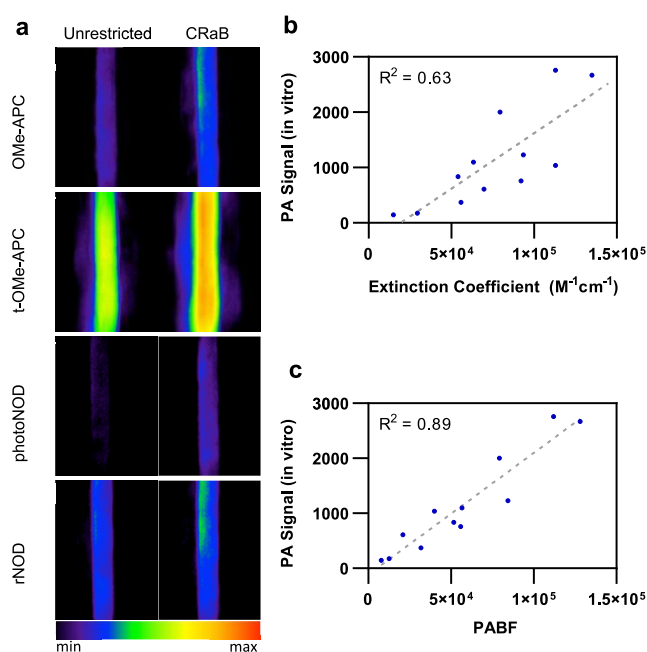 a
Unrestricted CRaB
OMe-APC
t-OMe-APC
photoNOD
rNOD
min max
b
3000
2000
1000
0
PA Signal (in vitro)
R² = 0.63
0 5×10⁴ 1×10⁵ 1.5×10⁵
Extinction Coefficient (M⁻¹cm⁻¹)
c
3000
2000
1000
0
PA Signal (in vitro)
R² = 0.89
0 5×10⁴ 1×10⁵ 1.5×10⁵
PABF